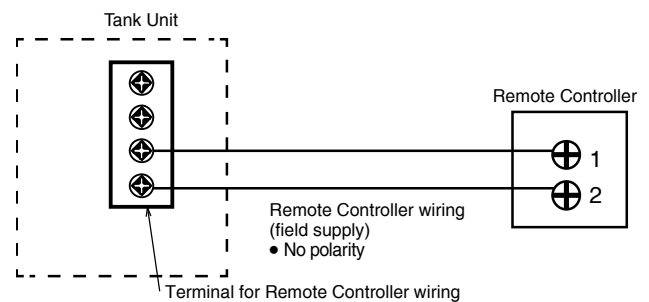 Tank Unit
Remote Controller
1
2
Remote Controller wiring
(field supply)
● No polarity
Terminal for Remote Controller wiring